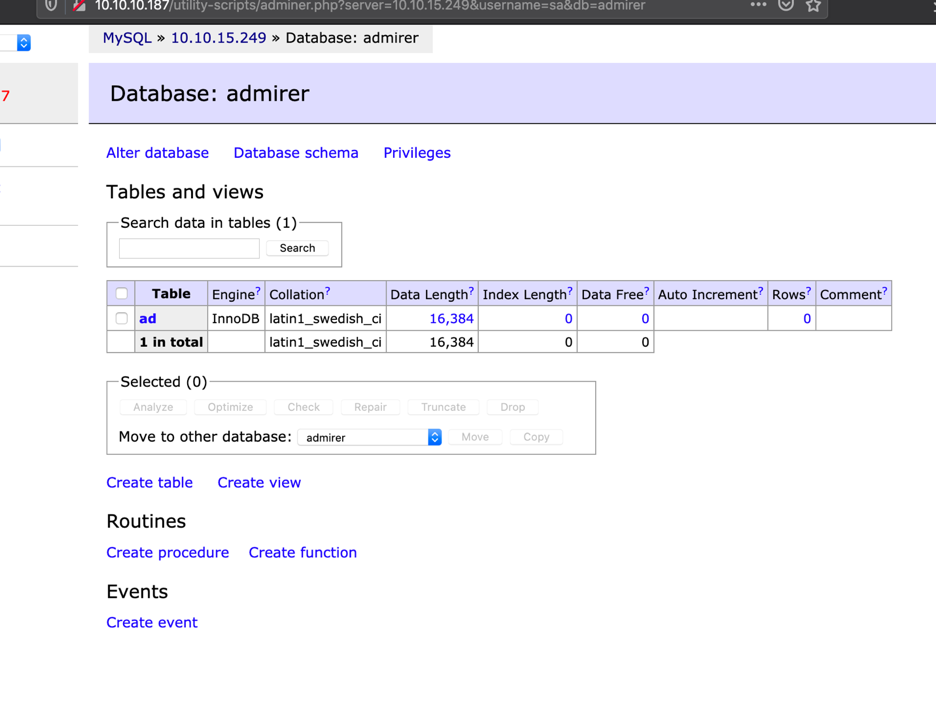 10.10.10.187/utility-scripts/adminer.php?server=10.10.15.249&username=sa&db=admirer
MySQL » 10.10.15.249 » Database: admirer
7
Database: admirer
Alter database Database schema Privileges
Tables and views
Search data in tables (1)
Search
Table Engine? Collation? Data Length? Index Length? Data Free? Auto Increment? Rows? Comment?
ad InnoDB latin1_swedish_ci 16,384 0 0 0
1 in total latin1_swedish_ci 16,384 0 0
Selected (0)
Analyze Optimize Check Repair Truncate Drop
Move to other database: admirer Move Copy
Create table Create view
Routines
Create procedure Create function
Events
Create event